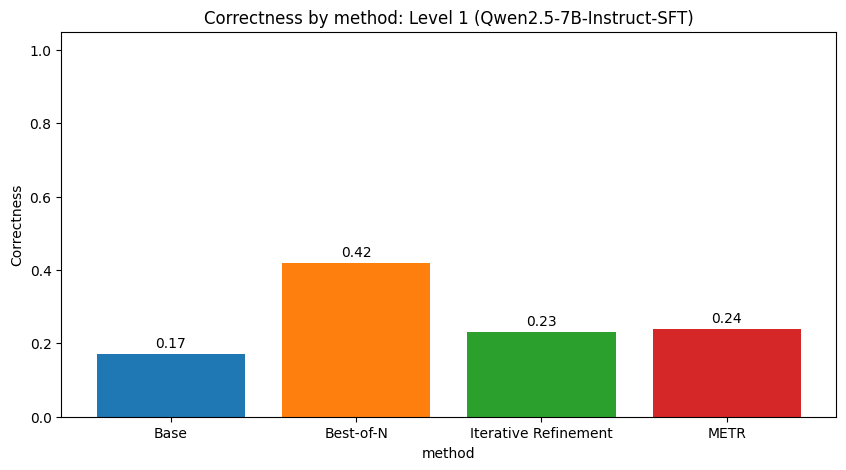 Correctness by method: Level 1 (Qwen2.5-7B-Instruct-SFT)
1.0
0.8
0.6
0.4
0.2
0.0
Correctness
0.17
0.42
0.23
0.24
Base
Best-of-N
Iterative Refinement
METR
method